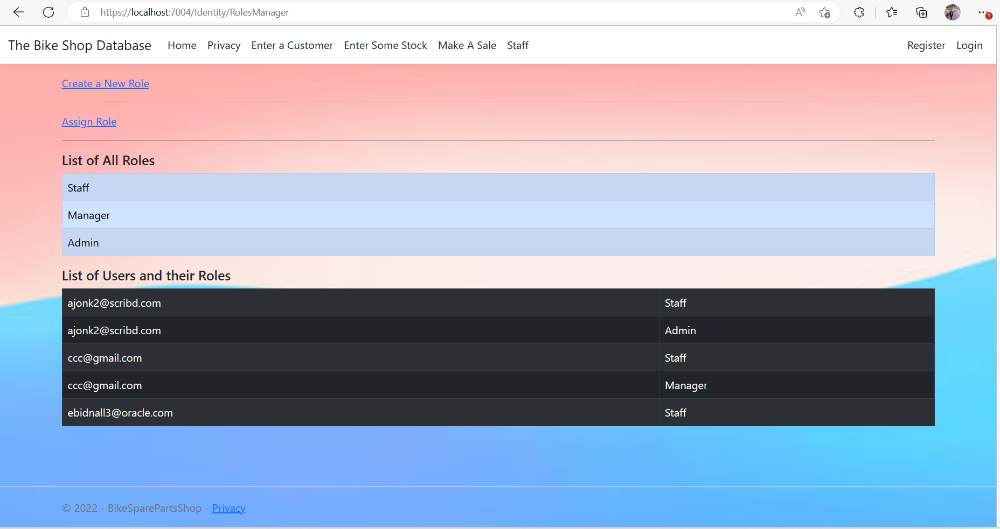 https://localhost:7004/Identity/RolesManager
The Bike Shop Database Home Privacy Enter a Customer Enter Some Stock Make A Sale Staff Register Login
Create a New Role
Assign Role
List of All Roles
Staff
Manager
Admin
List of Users and their Roles
ajonk2@scribd.com Staff
ajonk2@scribd.com Admin
ccc@gmail.com Staff
ccc@gmail.com Manager
ebidnall3@oracle.com Staff
© 2022 - BikeSparePartsShop - Privacy